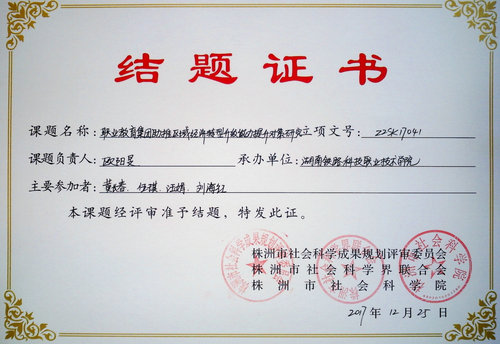 结题证书
课题名称：职业教育集团助推区域经济转型升级能力提升对策研究 立项文号：ZZSK17041
课题负责人：欧阳旻 承办单位：湖南铁路科技职业技术学院
主要参加者：任琪、汪娟、刘海红
本课题经评审准予结题，特发此证。
株洲市社会科学成果规划评审委员会
株洲市社会科学界联合会
株洲市社会科学院
2017年12月25日